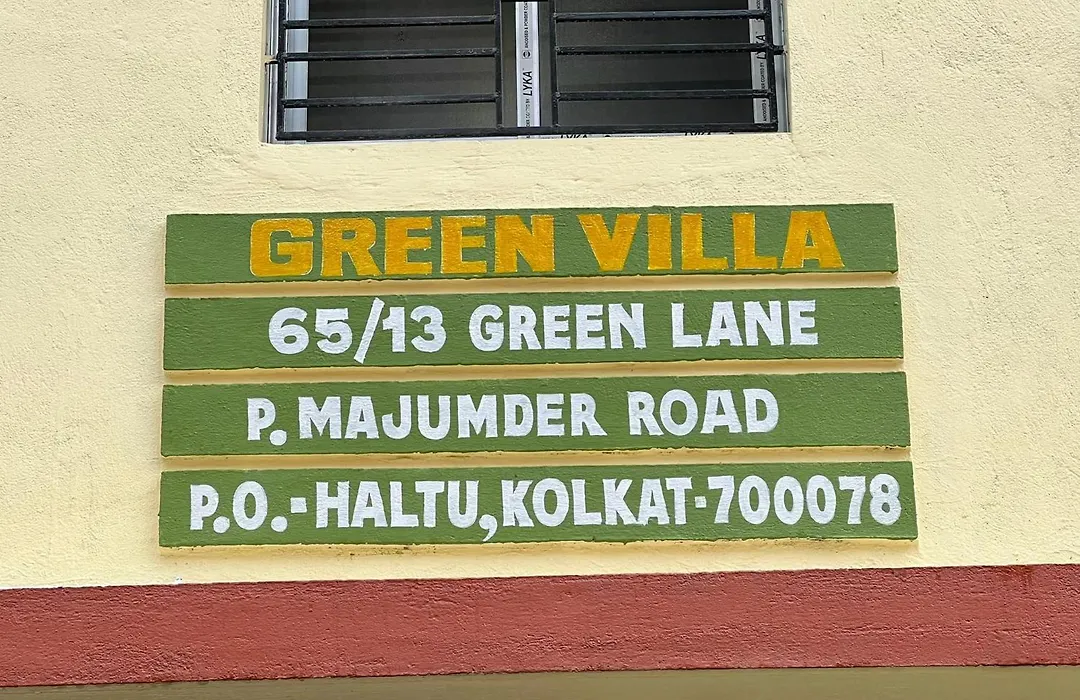 LYKA
GREEN VILLA
65/13 GREEN LANE
P. MAJUMDER ROAD
P.O.-HALTU, KOLKAT-700078